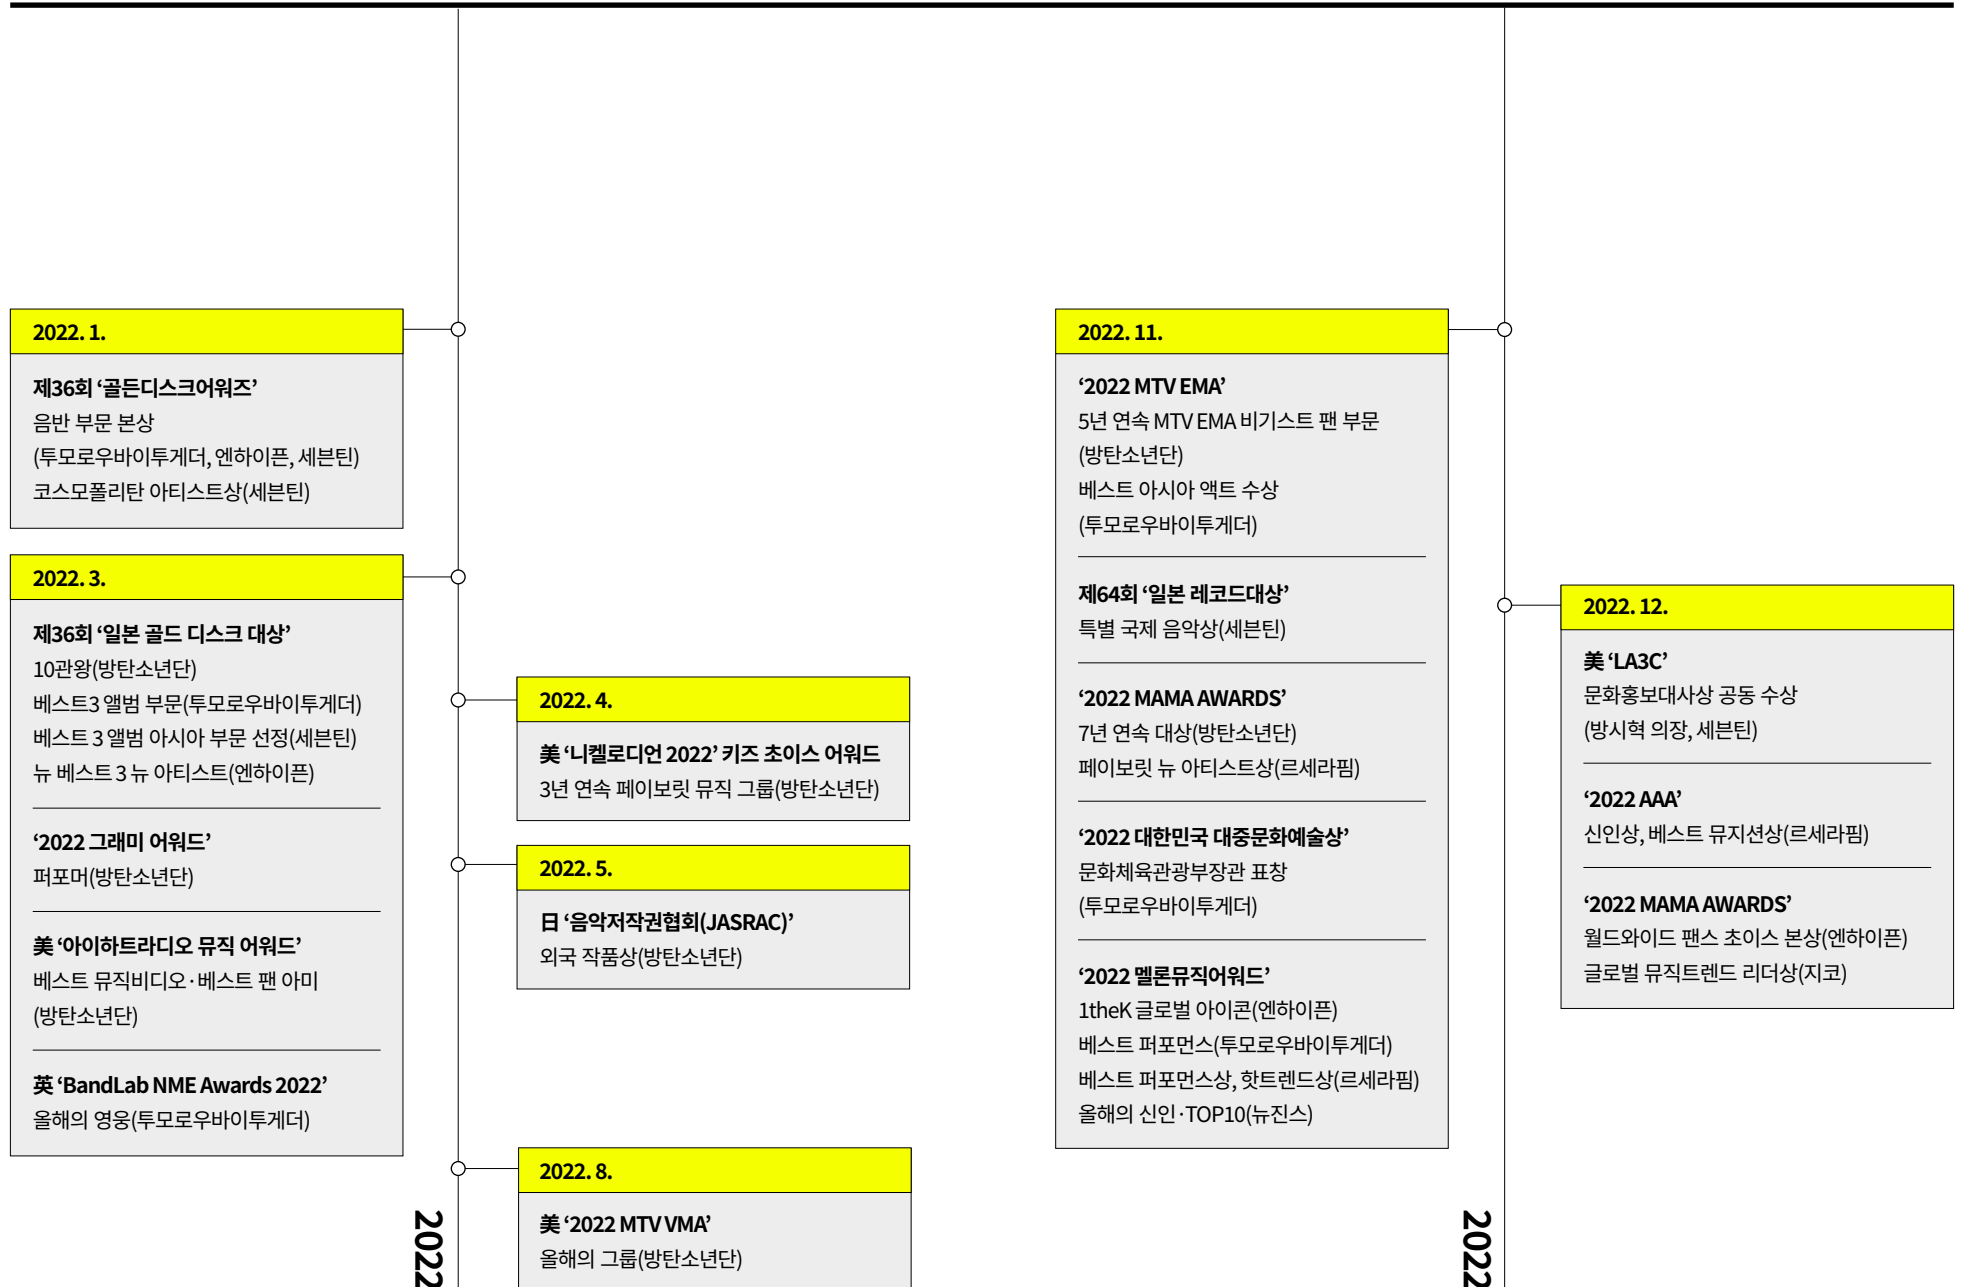 2022. 1.
제36회 ‘골든디스크어워즈’
음반 부문 본상
(투모로우바이투게더, 엔하이픈, 세븐틴)
코스모폴리탄 아티스트상(세븐틴)
2022. 3.
제36회 ‘일본 골드 디스크 대상’
10관왕(방탄소년단)
베스트3 앨범 부문(투모로우바이투게더)
베스트 3 앨범 아시아 부문 선정(세븐틴)
뉴 베스트 3 뉴 아티스트(엔하이픈)
‘2022 그래미 어워드’
퍼포머(방탄소년단)
美 ‘아이하트라디오 뮤직 어워드’
베스트 뮤직비디오·베스트 팬 아미
(방탄소년단)
英 ‘BandLab NME Awards 2022’
올해의 영웅(투모로우바이투게더)
2022. 4.
美 ‘니켈로디언 2022’ 키즈 초이스 어워드
3년 연속 페이보릿 뮤직 그룹(방탄소년단)
2022. 5.
日 ‘음악저작권협회(JASRAC)’
외국 작품상(방탄소년단)
2022. 8.
美 ‘2022 MTV VMA’
올해의 그룹(방탄소년단)
2022
2022. 11.
‘2022 MTV EMA’
5년 연속 MTV EMA 비기스트 팬 부문
(방탄소년단)
베스트 아시아 액트 수상
(투모로우바이투게더)
제64회 ‘일본 레코드대상’
특별 국제 음악상(세븐틴)
‘2022 MAMA AWARDS’
7년 연속 대상(방탄소년단)
페이보릿 뉴 아티스트상(르세라핌)
‘2022 대한민국 대중문화예술상’
문화체육관광부장관 표창
(투모로우바이투게더)
‘2022 멜론뮤직어워드’
1theK 글로벌 아이콘(엔하이픈)
베스트 퍼포먼스(투모로우바이투게더)
베스트 퍼포먼스상, 핫트렌드상(르세라핌)
올해의 신인·TOP10(뉴진스)
2022. 12.
美 ‘LA3C’
문화홍보대사상 공동 수상
(방시혁 의장, 세븐틴)
‘2022 AAA’
신인상, 베스트 뮤지션상(르세라핌)
‘2022 MAMA AWARDS’
월드와이드 팬스 초이스 본상(엔하이픈)
글로벌 뮤직트렌드 리더상(지코)
2022